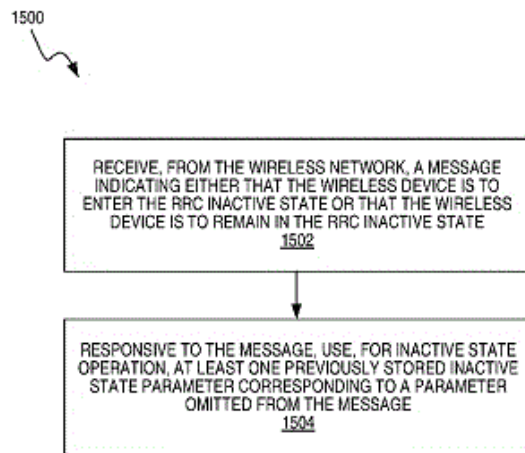 1500
RECEIVE, FROM THE WIRELESS NETWORK, A MESSAGE
INDICATING EITHER THAT THE WIRELESS DEVICE IS TO
ENTER THE RRC INACTIVE STATE OR THAT THE WIRELESS
DEVICE IS TO REMAIN IN THE RRC INACTIVE STATE
1502
RESPONSIVE TO THE MESSAGE, USE, FOR INACTIVE STATE
OPERATION, AT LEAST ONE PREVIOUSLY STORED INACTIVE
STATE PARAMETER CORRESPONDING TO A PARAMETER
OMITTED FROM THE MESSAGE
1504